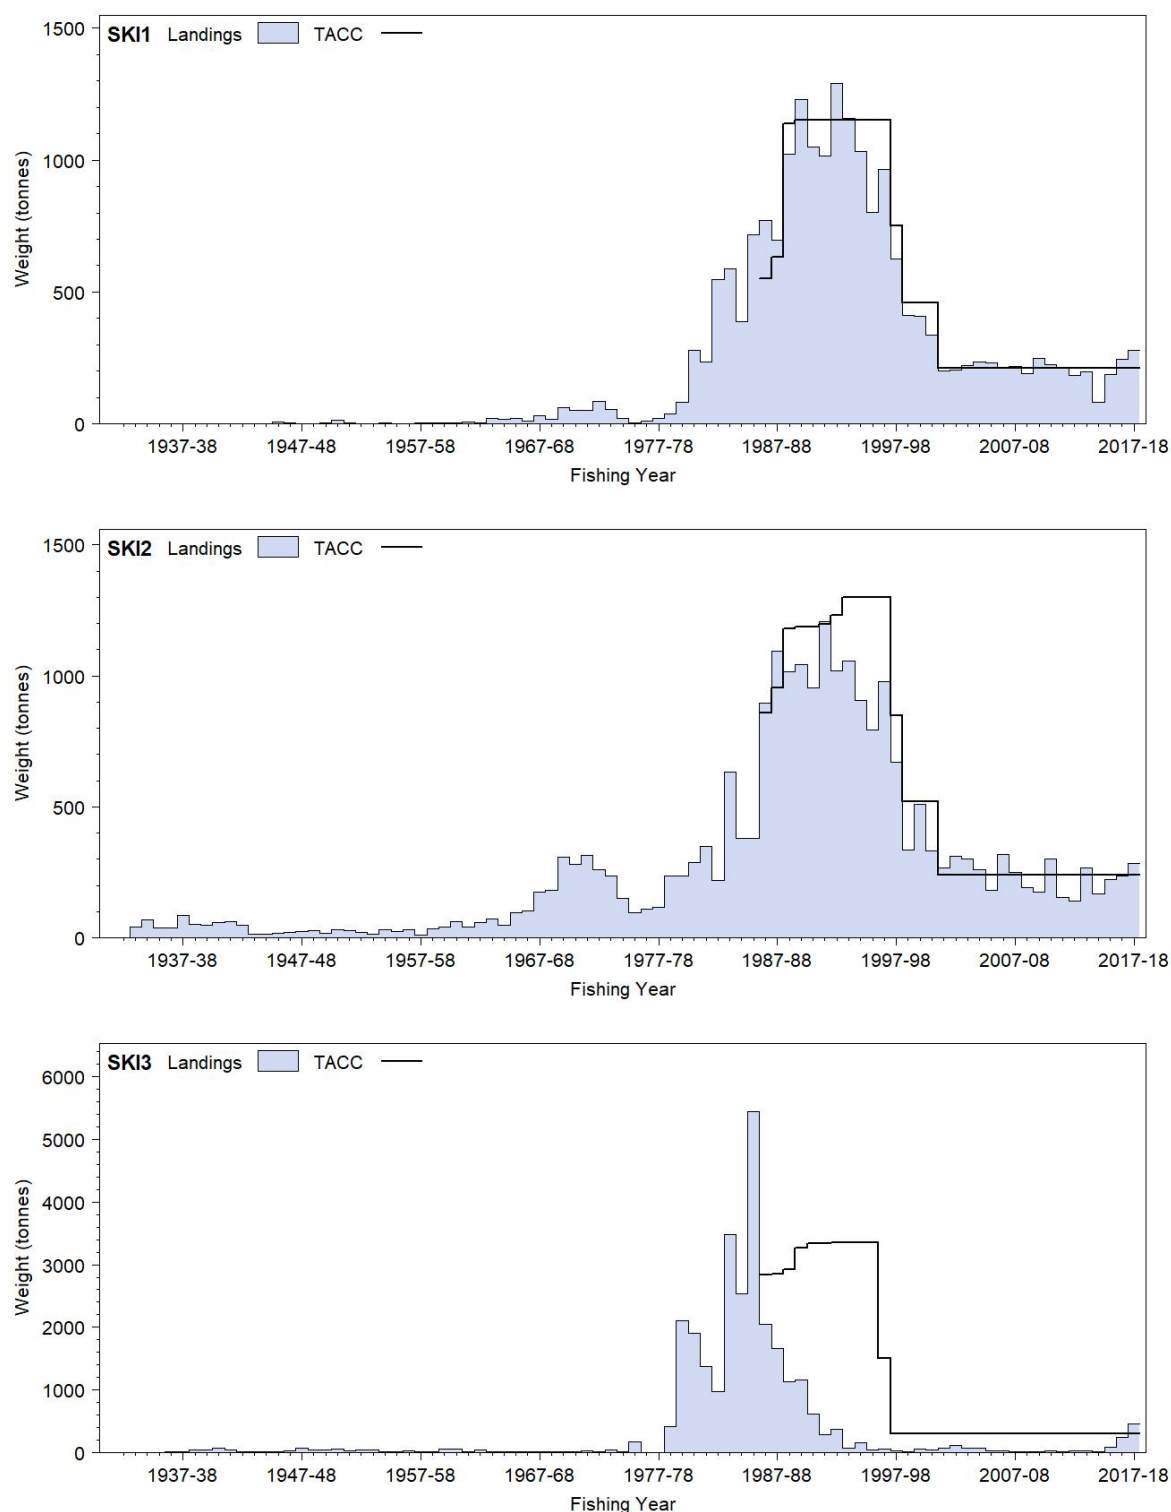 SKI1 Landings TACC
1500
1000
500
0
Weight (tonnes)
1937-38 1947-48 1957-58 1967-68 1977-78 1987-88 1997-98 2007-08 2017-18
Fishing Year
SKI2 Landings TACC
1500
1000
500
0
Weight (tonnes)
1937-38 1947-48 1957-58 1967-68 1977-78 1987-88 1997-98 2007-08 2017-18
Fishing Year
SKI3 Landings TACC
6000
5000
4000
3000
2000
1000
0
Weight (tonnes)
1937-38 1947-48 1957-58 1967-68 1977-78 1987-88 1997-98 2007-08 2017-18
Fishing Year